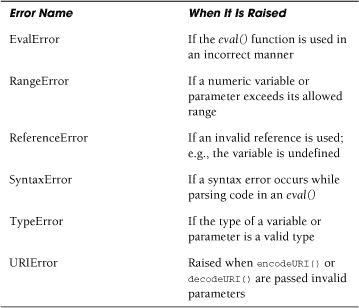 Error Name When It Is Raised
EvalError If the eval() function is used in
an incorrect manner
RangeError If a numeric variable or
parameter exceeds its allowed
range
ReferenceError If an invalid reference is used;
e.g., the variable is undefined
SyntaxError If a syntax error occurs while
parsing code in an eval()
TypeError If the type of a variable or
parameter is a valid type
URIError Raised when encodeURI() or
decodeURI() are passed invalid
parameters